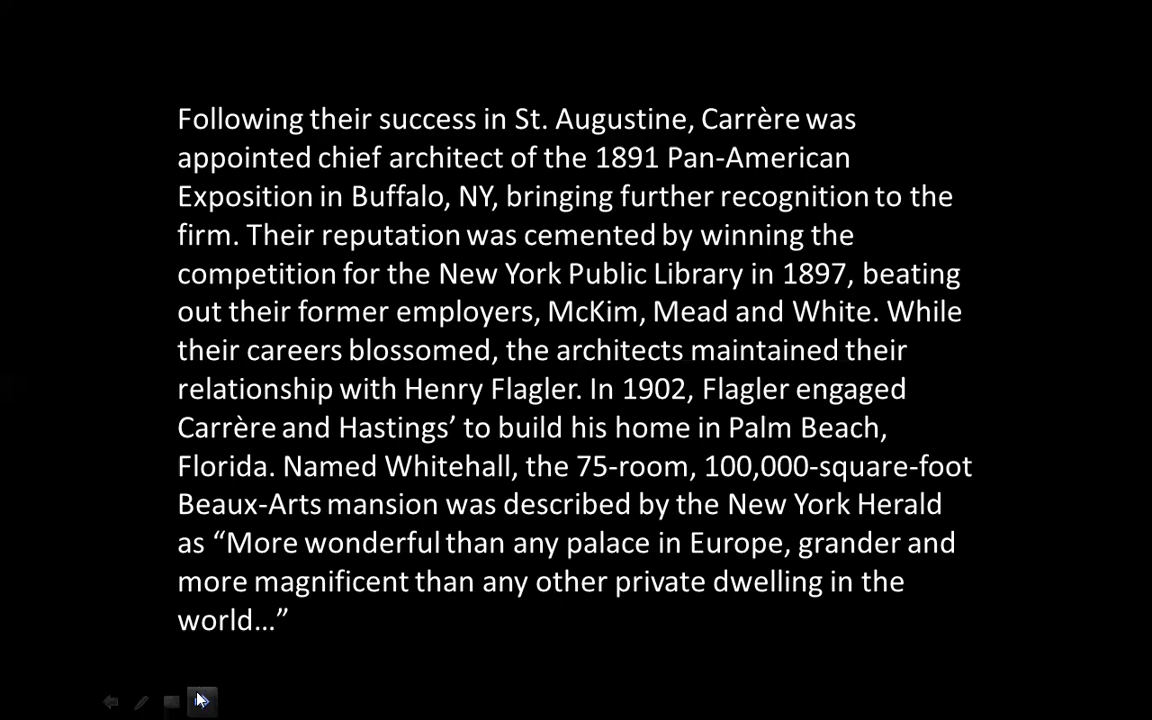 Following their success in St. Augustine, Carrère was
appointed chief architect of the 1891 Pan-American
Exposition in Buffalo, NY, bringing further recognition to the
firm. Their reputation was cemented by winning the
competition for the New York Public Library in 1897, beating
out their former employers, McKim, Mead and White. While
their careers blossomed, the architects maintained their
relationship with Henry Flagler. In 1902, Flagler engaged
Carrère and Hastings’ to build his home in Palm Beach,
Florida. Named Whitehall, the 75-room, 100,000-square-foot
Beaux-Arts mansion was described by the New York Herald
as “More wonderful than any palace in Europe, grander and
more magnificent than any other private dwelling in the
world…”